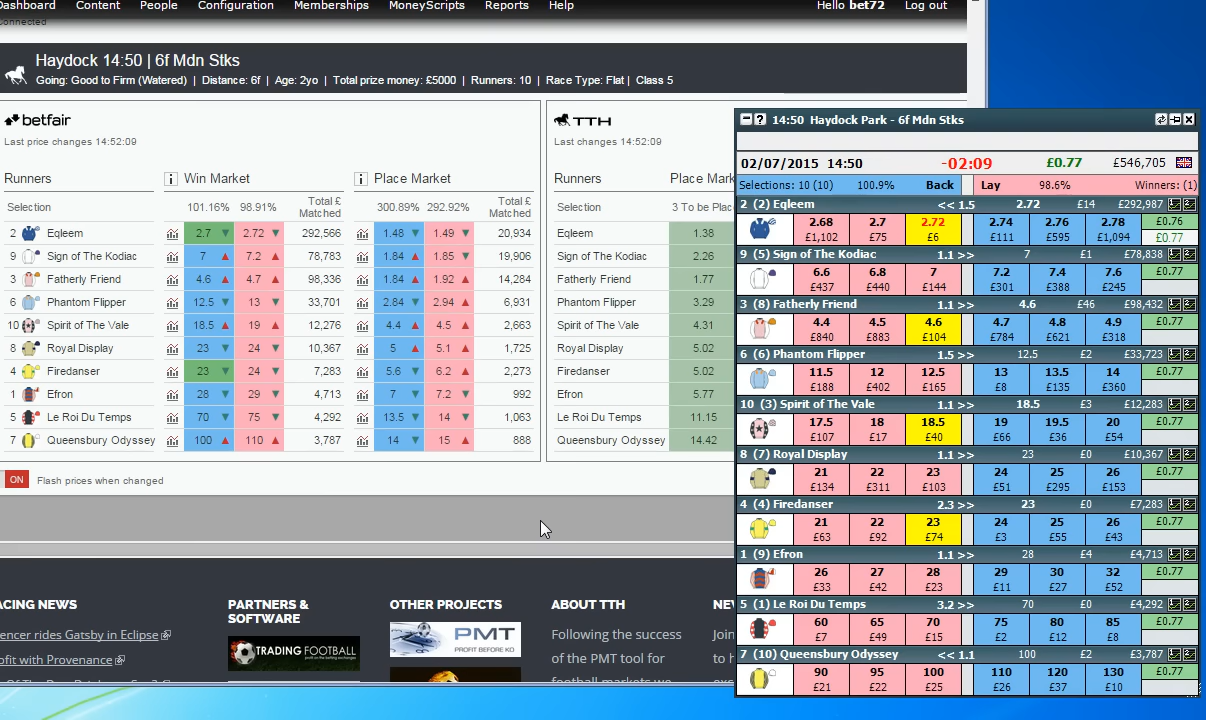 Dashboard Content People Configuration Memberships MoneyScripts Reports Help Hello bet72 Log out
Connected
Haydock 14:50 | 6f Mdn Stks
Going: Good to Firm (Watered) | Distance: 6f | Age: 2yo | Total prize money: £5000 | Runners: 10 | Race Type: Flat | Class 5
betfair
Last price changes 14:52:09
Runners i Win Market i Place Market
Selection 101.16% 98.91% Total £ Matched 300.89% 292.92% Total £ Matched
2 Eqleem 2.7 2.72 292,566 1.48 1.49 20,934
9 Sign of The Kodiac 7 7.2 78,783 1.84 1.85 19,906
3 Fatherly Friend 4.6 4.7 98,336 1.84 1.92 14,284
6 Phantom Flipper 12.5 13 33,701 2.84 2.94 6,931
10 Spirit of The Vale 18.5 19 12,276 4.4 4.5 2,663
8 Royal Display 23 24 10,367 5 5.1 1,725
4 Firedanser 23 24 7,283 5.6 6.2 2,273
1 Efron 28 29 4,713 7 7.2 992
5 Le Roi Du Temps 70 75 4,292 13.5 14 1,063
7 Queensbury Odyssey 100 110 3,787 14 15 888
ON Flash prices when changed
TTH
Last changes 14:52:09
Runners Place Mark
Selection 3 To be Plac
Eqleem 1.38
Sign of The Kodiac 2.26
Fatherly Friend 1.77
Phantom Flipper 3.29
Spirit of The Vale 4.31
Royal Display 5.02
Firedanser 5.02
Efron 5.77
Le Roi Du Temps 11.15
Queensbury Odyssey 14.42
? 14:50 Haydock Park - 6f Mdn Stks
02/07/2015 14:50 -02:09 £0.77 £546,705
Selections: 10 (10) 100.9% Back Lay 98.6% Winners: (1)
2 (2) Eqleem << 1.5 2.72 £14 £292,987
2.68 2.7 2.72 2.74 2.76 2.78 £0.76
£1,102 £75 £6 £111 £595 £1,094 £0.77
9 (5) Sign of The Kodiac 1.1 >> 7 £1 £78,838
6.6 6.8 7 7.2 7.4 7.6 £0.77
£437 £440 £144 £301 £388 £245
3 (8) Fatherly Friend 1.1 >> 4.6 £46 £98,432
4.4 4.5 4.6 4.7 4.8 4.9 £0.77
£840 £883 £104 £784 £621 £318
6 (6) Phantom Flipper 1.5 >> 12.5 £2 £33,723
11.5 12 12.5 13 13.5 14 £0.77
£188 £402 £165 £8 £135 £360
10 (3) Spirit of The Vale 1.1 >> 18.5 £3 £12,283
17.5 18 18.5 19 19.5 20 £0.77
£107 £17 £40 £66 £36 £54
8 (7) Royal Display 1.1 >> 23 £0 £10,367
21 22 23 24 25 26 £0.77
£134 £311 £103 £51 £295 £153
4 (4) Firedanser 2.3 >> 23 £0 £7,283
21 22 23 24 25 26 £0.77
£63 £92 £74 £3 £55 £43
1 (9) Efron 1.1 >> 28 £4 £4,713
26 27 28 29 30 32 £0.77
£33 £42 £23 £11 £27 £52
5 (1) Le Roi Du Temps 3.2 >> 70 £0 £4,292
60 65 70 75 80 85 £0.77
£7 £49 £15 £2 £12 £8
7 (10) Queensbury Odyssey << 1.1 100 £2 £3,787
90 95 100 110 120 130 £0.77
£21 £22 £25 £26 £37 £10
ACING NEWS
encer rides Gatsby in Eclipse
ofit with Provenance
PARTNERS &
SOFTWARE
TRADING FOOTBALL
OTHER PROJECTS
PMT
PROFIT BEFORE KO
ABOUT TTH
Following the success
of the PMT tool for
football markets we
NEV
Join
to h